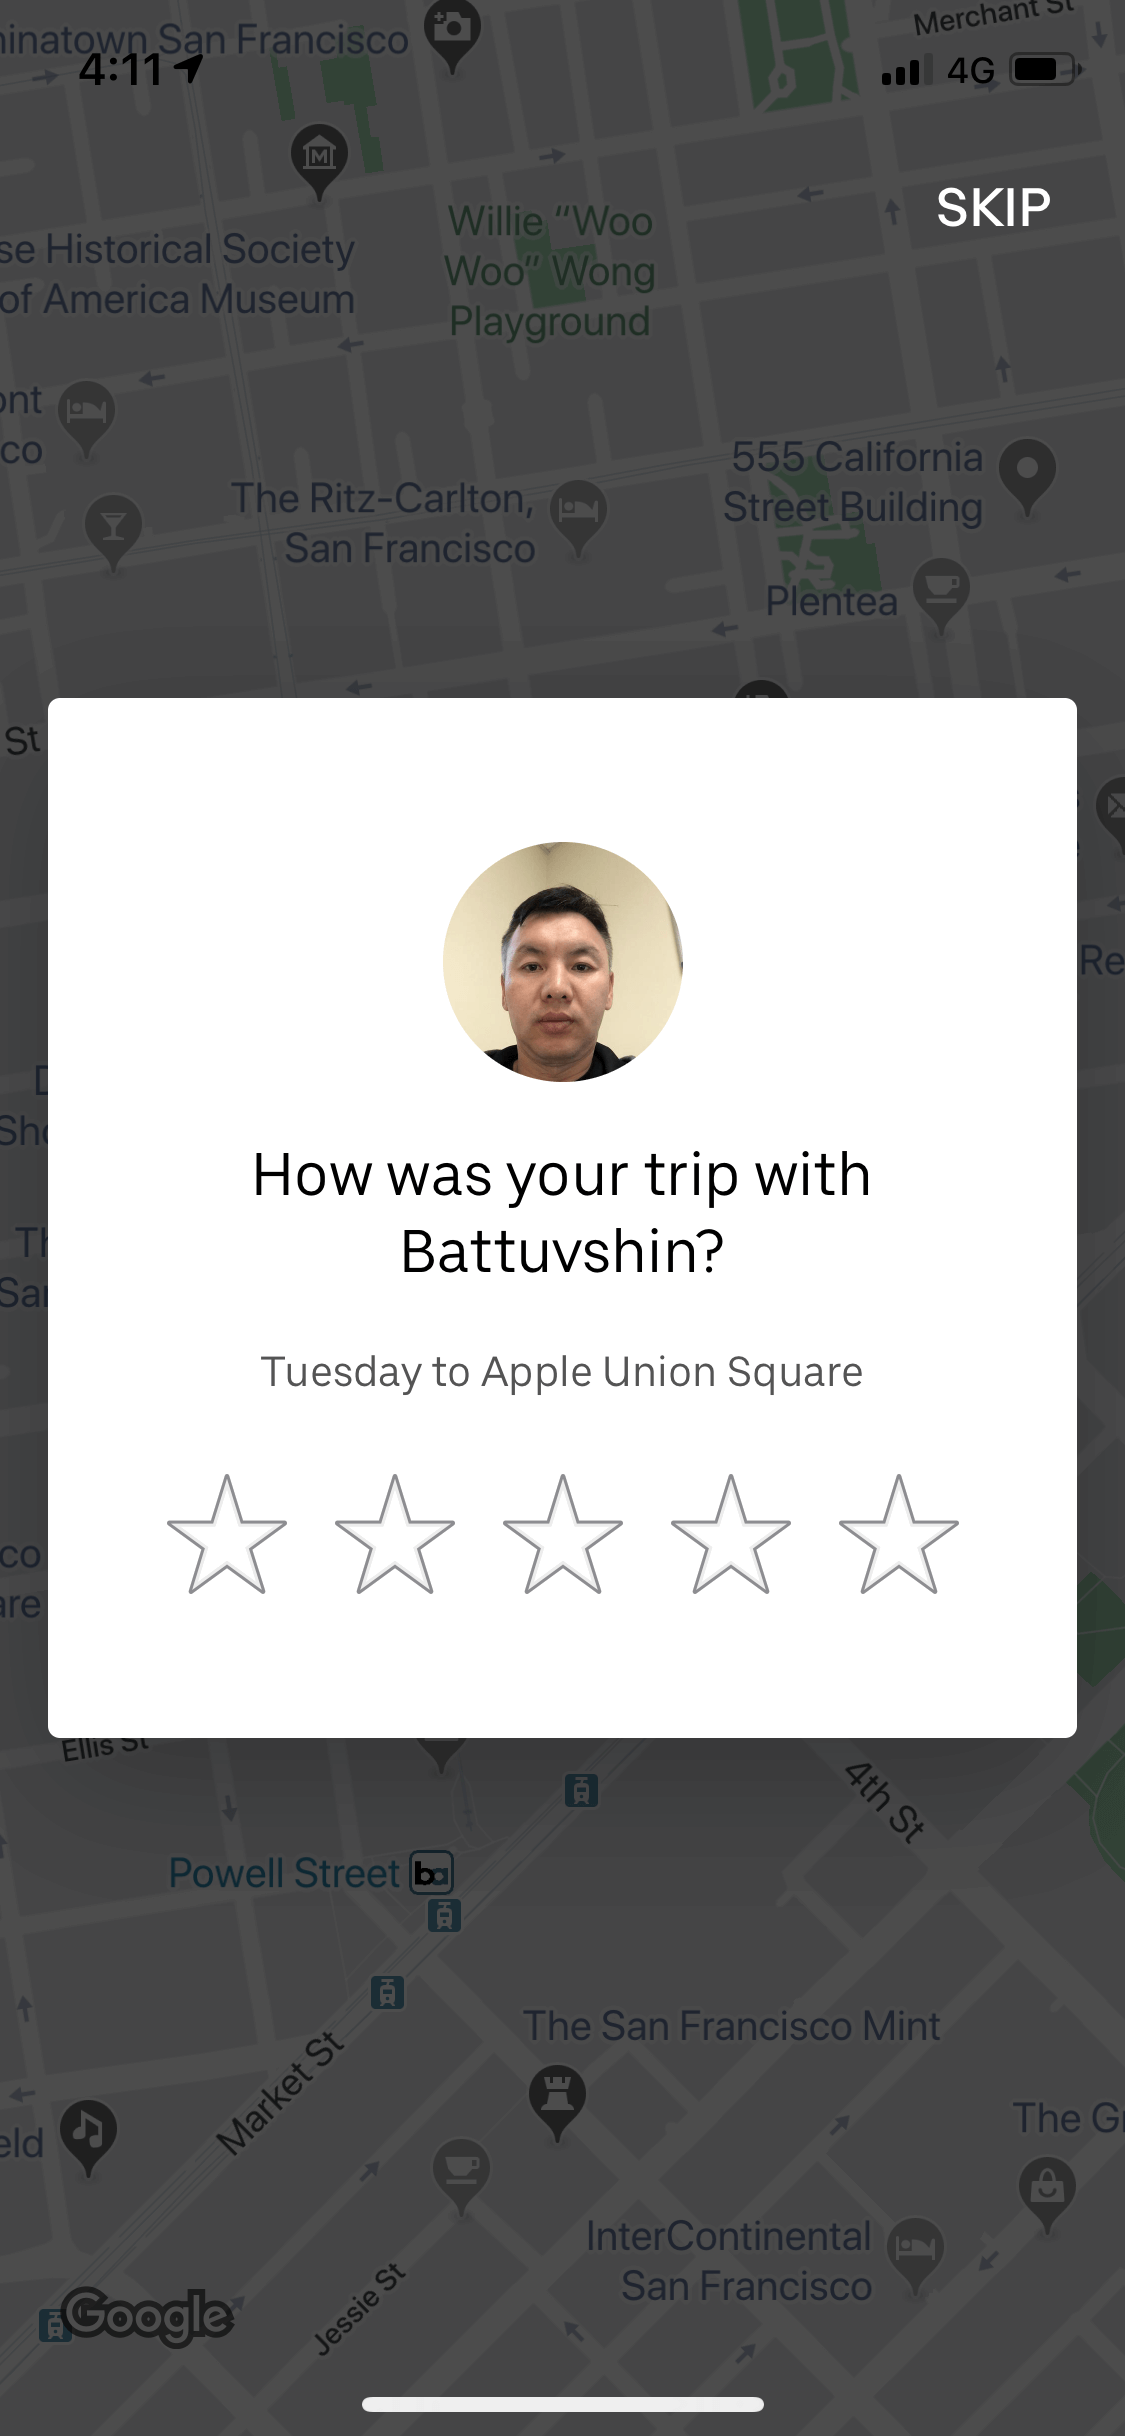 inatown San Francisco
Merchant St
4:11
4G
SKIP
Willie “Woo
Woo” Wong
Playground
se Historical Society
of America Museum
ont
co
555 California
Street Building
The Ritz-Carlton,
San Francisco
Plentea
St
Re
How was your trip with
Battuvshin?
Tuesday to Apple Union Square
Sho
Th
Sar
co
are
Ellis St
4th St
Powell Street
ba
Market St
The San Francisco Mint
eld
The Gr
InterContinental
San Francisco
Jessie St
Google